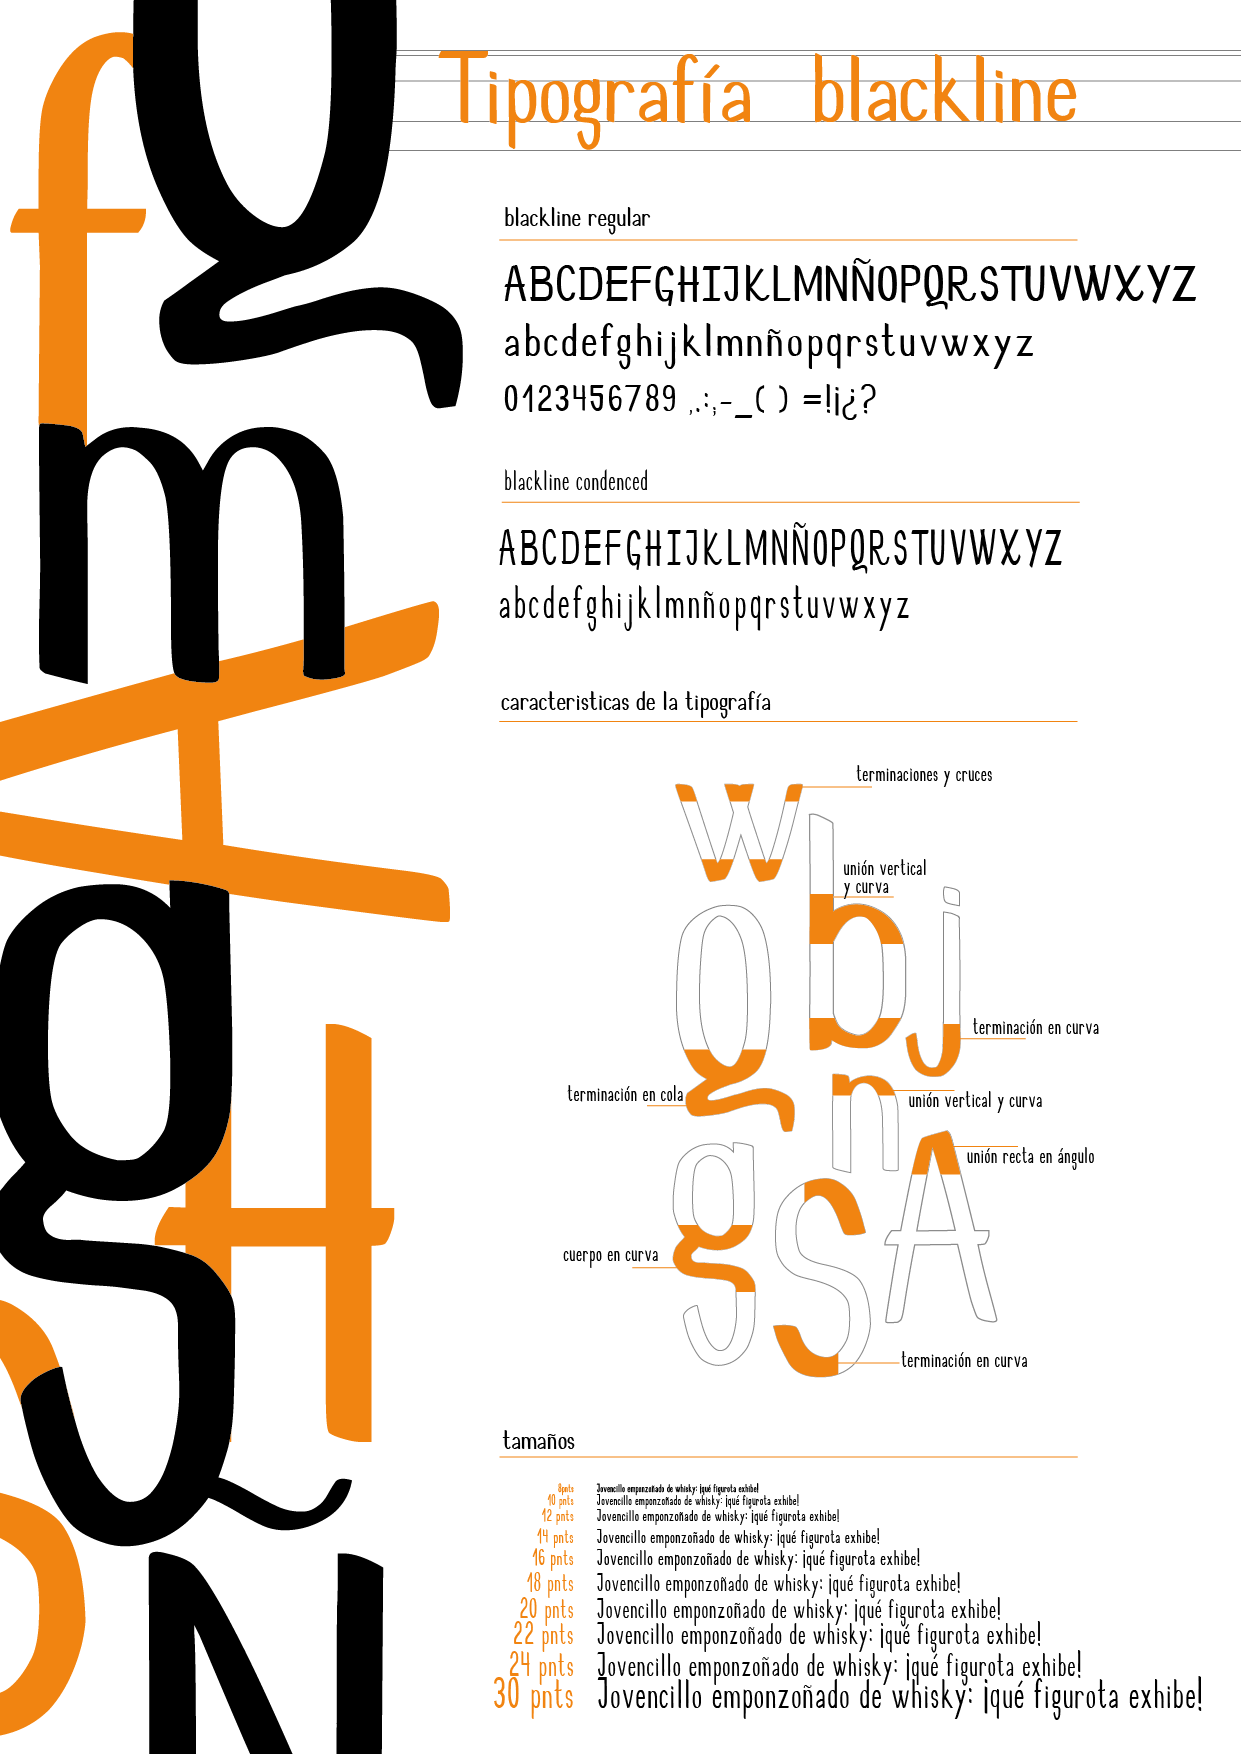 Tipografía blackline
blackline regular
ABCDEFGHIJKLMNÑOPQRSTUVWXYZ
abcdefghijklmnñopqrstuvwxyz
0123456789 ,.:;-_( ) =!¡¿?
blackline condenced
ABCDEFGHIJKLMNÑOPQRSTUVWXYZ
abcdefghijklmnñopqrstuvwxyz
caracteristicas de la tipografía
terminaciones y cruces
w
unión vertical
y curva
Q b j
terminación en curva
terminación en cola
n
unión vertical y curva
unión recta en ángulo
g S A
cuerpo en curva
terminación en curva
tamaños
8pnts Jovencillo emponzoñado de whisky: ¡qué figurota exhibe!
10 pnts Jovencillo emponzoñado de whisky: ¡qué figurota exhibe!
12 pnts Jovencillo emponzoñado de whisky: ¡qué figurota exhibe!
14 pnts Jovencillo emponzoñado de whisky: ¡qué figurota exhibe!
16 pnts Jovencillo emponzoñado de whisky: ¡qué figurota exhibe!
18 pnts Jovencillo emponzoñado de whisky: ¡qué figurota exhibe!
20 pnts Jovencillo emponzoñado de whisky: ¡qué figurota exhibe!
22 pnts Jovencillo emponzoñado de whisky: ¡qué figurota exhibe!
24 pnts Jovencillo emponzoñado de whisky: ¡qué figurota exhibe!
30 pnts Jovencillo emponzoñado de whisky: ¡qué figurota exhibe!
f Q
m
A
g
H
Ñ